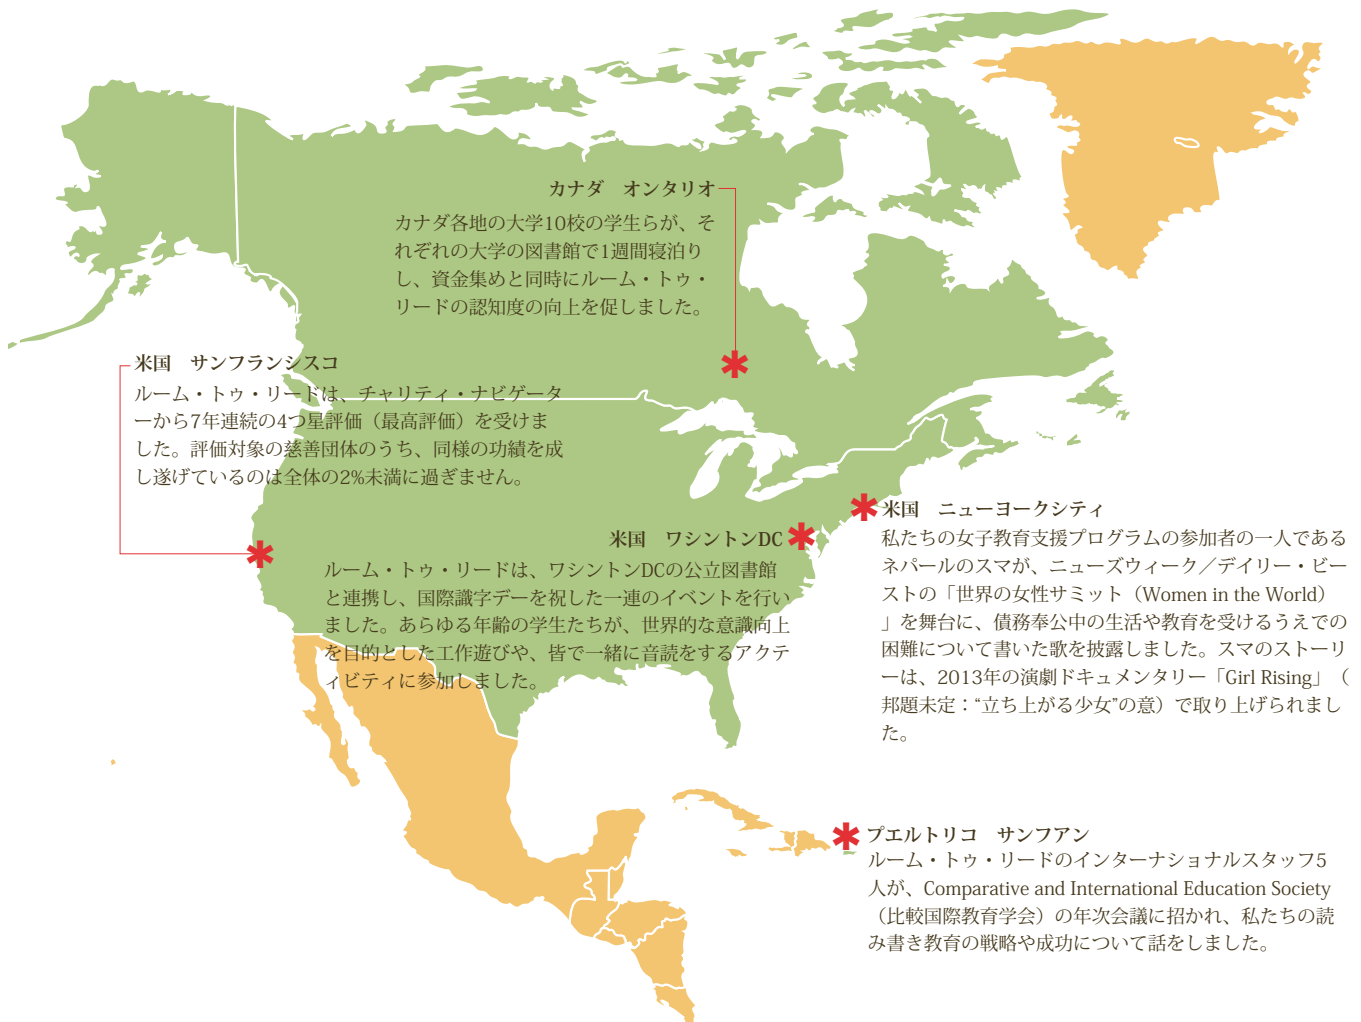 カナダ　オンタリオ
カナダ各地の大学10校の学生らが、そ
れぞれの大学の図書館で1週間寝泊り
し、資金集めと同時にルーム・トゥ・
リードの認知度の向上を促しました。
米国　サンフランシスコ
ルーム・トゥ・リードは、チャリティ・ナビゲータ
ーから7年連続の4つ星評価（最高評価）を受けま
した。評価対象の慈善団体のうち、同様の功績を成
し遂げているのは全体の2%未満に過ぎません。
米国　ニューヨークシティ
私たちの女子教育支援プログラムの参加者の一人である
ネパールのスマが、ニューズウィーク／デイリー・ビー
ストの「世界の女性サミット（Women in the World）
」を舞台に、債務奉公中の生活や教育を受けるうえでの
困難について書いた歌を披露しました。スマのストーリ
ーは、2013年の演劇ドキュメンタリー「Girl Rising」（
邦題未定：“立ち上がる少女”の意）で取り上げられまし
た。
米国　ワシントンDC
ルーム・トゥ・リードは、ワシントンDCの公立図書館
と連携し、国際識字デーを祝した一連のイベントを行い
ました。あらゆる年齢の学生たちが、世界的な意識向上
を目的とした工作遊びや、皆で一緒に音読をするアクテ
ィビティに参加しました。
プエルトリコ　サンフアン
ルーム・トゥ・リードのインターナショナルスタッフ5
人が、Comparative and International Education Society
（比較国際教育学会）の年次会議に招かれ、私たちの読
み書き教育の戦略や成功について話をしました。